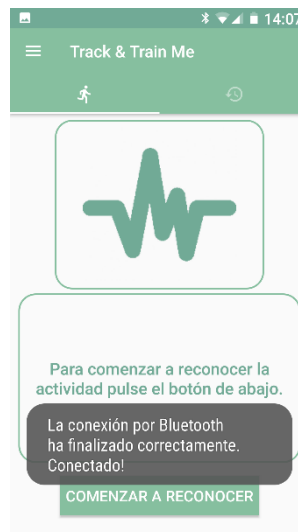 14:07
Track & Train Me
Para comenzar a reconocer la
actividad pulse el botón de abajo.
La conexión por Bluetooth
ha finalizado correctamente.
Conectado!
COMENZAR A RECONOCER